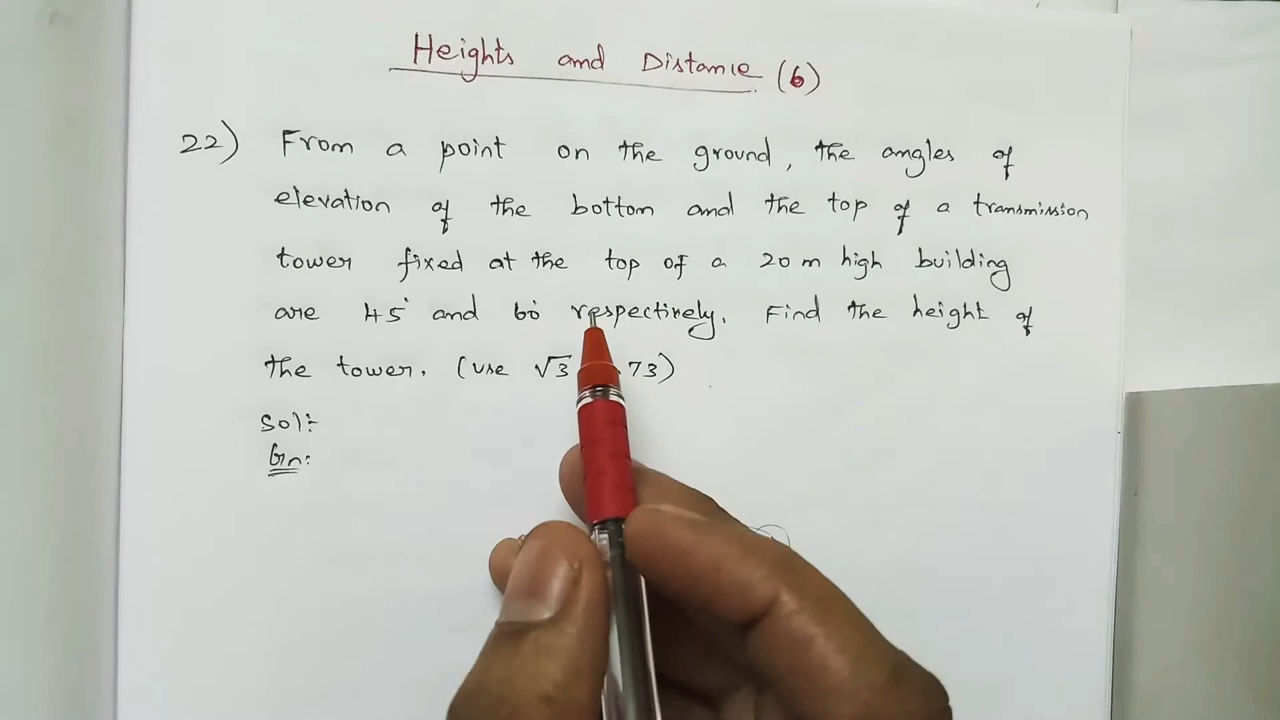 Heights and Distance (6)
22) From a point on the ground, the angles of
elevation of the bottom and the top of a transmission
tower fixed at the top of a 20 m high building
are 45° and 60° respectively. Find the height of
the tower. (use √3 .73)
Sol:-
Gn: